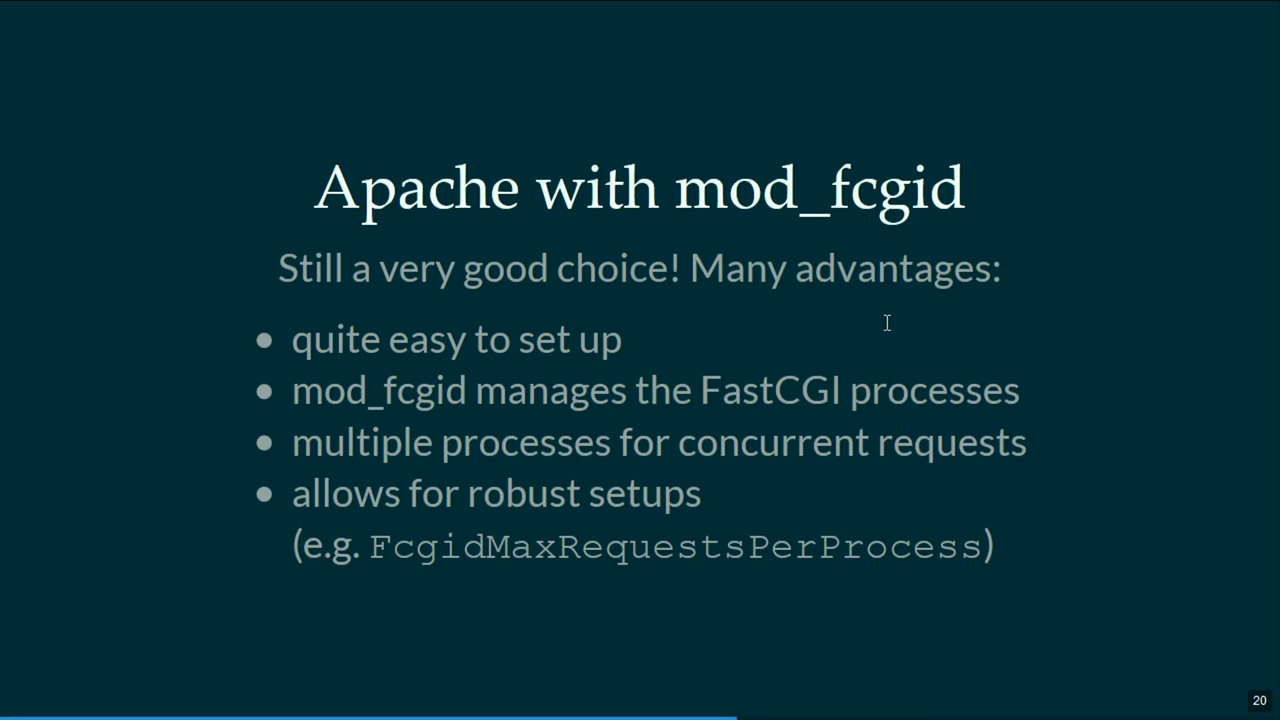 Apache with mod_fcgid
Still a very good choice! Many advantages:
• quite easy to set up
• mod_fcgid manages the FastCGI processes
• multiple processes for concurrent requests
• allows for robust setups
(e.g. FcgidMaxRequestsPerProcess)
20